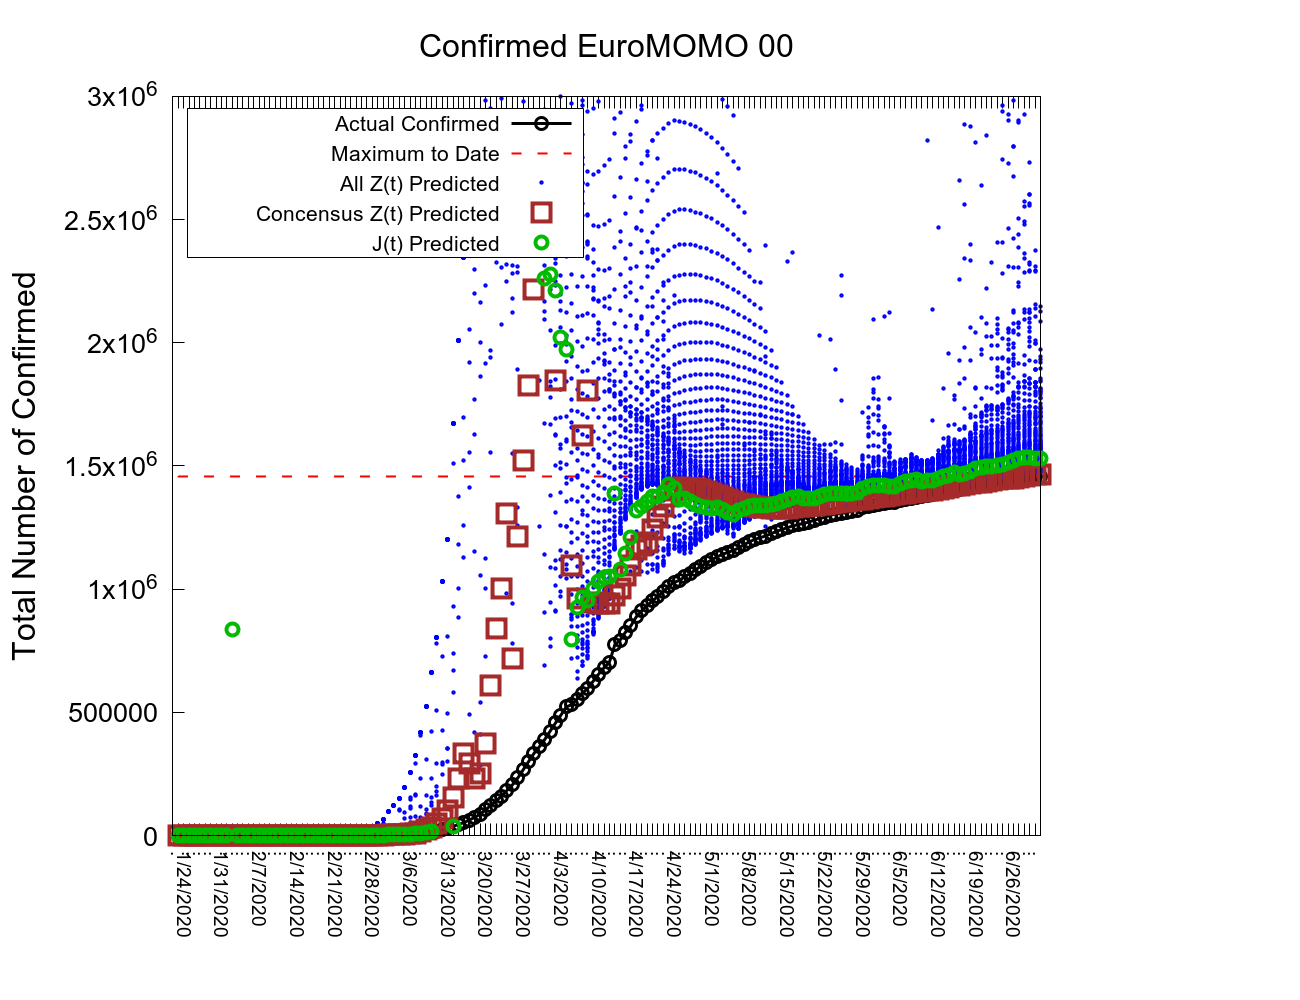 Confirmed EuroMOMO 00
3x10^6
2.5x10^6
2x10^6
1.5x10^6
1x10^6
500000
0
Total Number of Confirmed
Actual Confirmed
Maximum to Date
All Z(t) Predicted
Concensus Z(t) Predicted
J(t) Predicted
1/24/2020
1/31/2020
2/7/2020
2/14/2020
2/21/2020
2/28/2020
3/6/2020
3/13/2020
3/20/2020
3/27/2020
4/3/2020
4/10/2020
4/17/2020
4/24/2020
5/1/2020
5/8/2020
5/15/2020
5/22/2020
5/29/2020
6/5/2020
6/12/2020
6/19/2020
6/26/2020